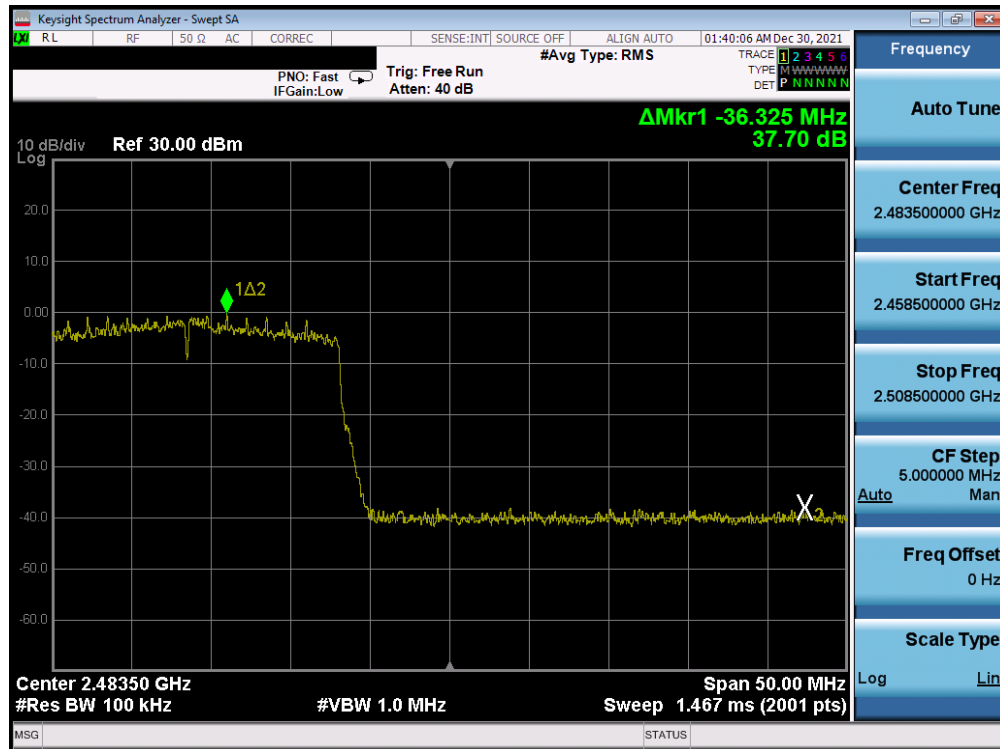 Keysight Spectrum Analyzer - Swept SA
LXI RL RF 50 Ω AC CORREC SENSE:INT SOURCE OFF ALIGN AUTO 01:40:06 AM Dec 30, 2021
#Avg Type: RMS TRACE 1 2 3 4 5 6
PNO: Fast Trig: Free Run TYPE M WWWWW
IFGain:Low Atten: 40 dB DET P N N N N N
ΔMkr1 -36.325 MHz
37.70 dB
10 dB/div Ref 30.00 dBm
Log
20.0
10.0
1Δ2
0.00
-10.0
-20.0
-30.0
-40.0
X2
-50.0
-60.0
Center 2.48350 GHz Span 50.00 MHz
#Res BW 100 kHz #VBW 1.0 MHz Sweep 1.467 ms (2001 pts)
MSG STATUS
Frequency
Auto Tune
Center Freq
2.483500000 GHz
Start Freq
2.458500000 GHz
Stop Freq
2.508500000 GHz
CF Step
5.000000 MHz
Auto Man
Freq Offset
0 Hz
Scale Type
Log Lin